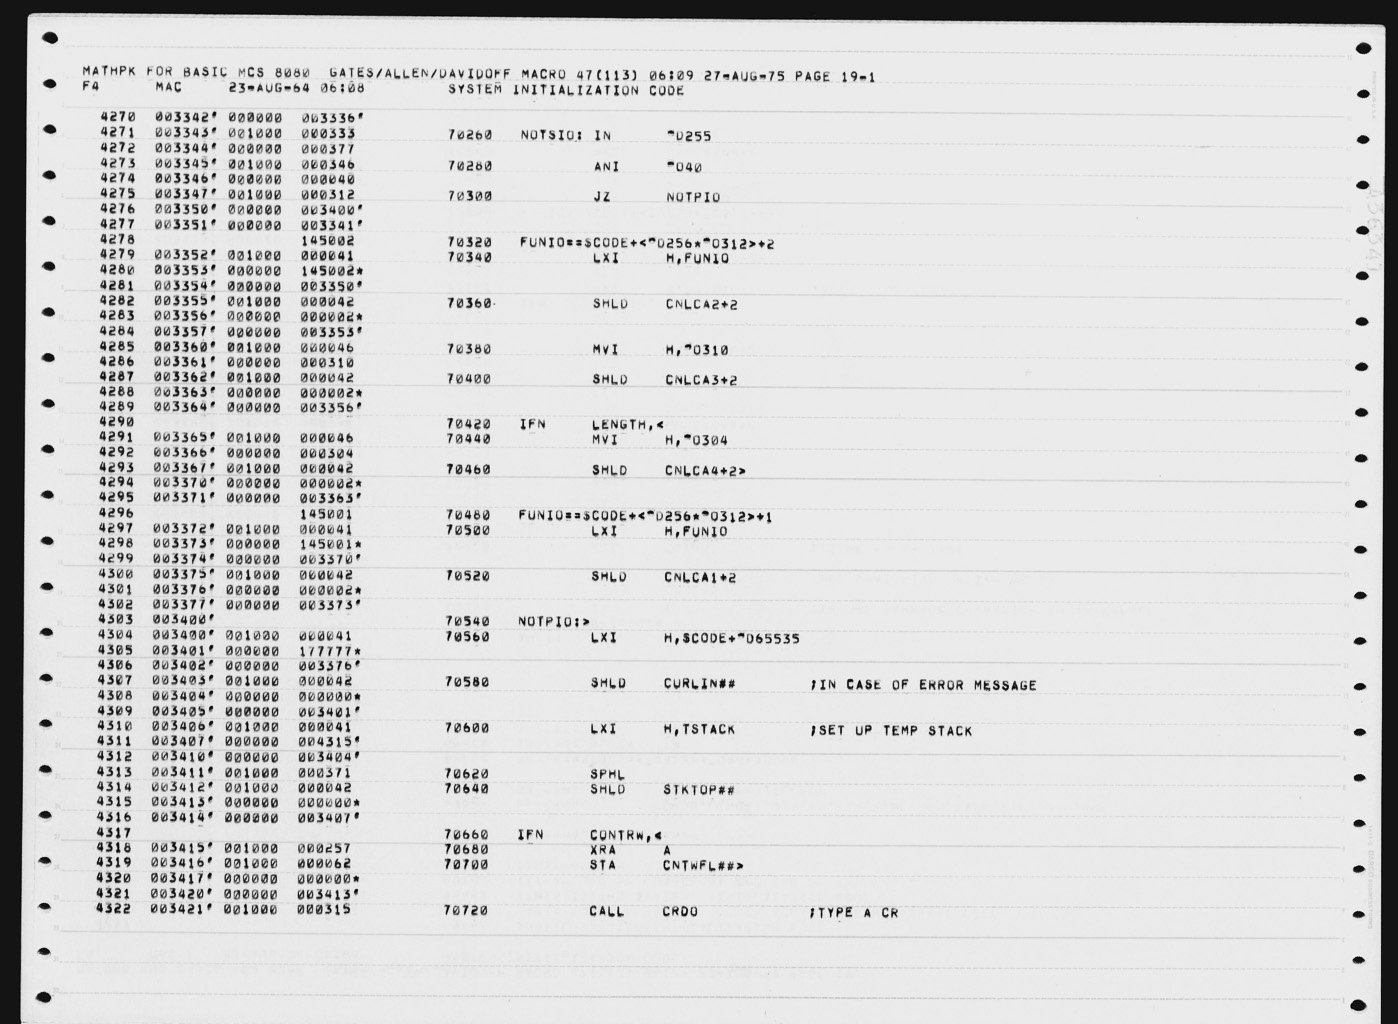 MATHPK FOR BASIC MCS 8080  GATES/ALLEN/DAVIDOFF MACRO 47(113) 06:09 27-AUG-75 PAGE 19-1
F4      MAC     23-AUG-64 06:08         SYSTEM INITIALIZATION CODE
4270  003342' 000000  003336'
4271  003343' 001000  000333          70260   NOTSIO: IN      ^D255
4272  003344' 000000  000377
4273  003345' 001000  000346          70280           ANI     ^O40
4274  003346' 000000  000040
4275  003347' 001000  000312          70300           JZ      NOTPIO
4276  003350' 000000  003400'
4277  003351' 000000  003341'
4278                  145002          70320   FUNIO==$CODE+<^D256*^O312>+2
4279  003352' 001000  000041          70340           LXI     H,FUNIO
4280  003353' 000000  145002*
4281  003354' 000000  003350'
4282  003355' 001000  000042          70360           SHLD    CNLCA2+2
4283  003356' 000000  000002*
4284  003357' 000000  003353'
4285  003360' 001000  000046          70380           MVI     H,^O310
4286  003361' 000000  000310
4287  003362' 001000  000042          70400           SHLD    CNLCA3+2
4288  003363' 000000  000002*
4289  003364' 000000  003356'
4290                                  70420   IFN     LENGTH,<
4291  003365' 001000  000046          70440           MVI     H,^O304
4292  003366' 000000  000304
4293  003367' 001000  000042          70460           SHLD    CNLCA4+2>
4294  003370' 000000  000002*
4295  003371' 000000  003363'
4296                  145001          70480   FUNIO==$CODE+<^D256*^O312>+1
4297  003372' 001000  000041          70500           LXI     H,FUNIO
4298  003373' 000000  145001*
4299  003374' 000000  003370'
4300  003375' 001000  000042          70520           SHLD    CNLCA1+2
4301  003376' 000000  000002*
4302  003377' 000000  003373'
4303  003400'                         70540   NOTPIO:>
4304  003400' 001000  000041          70560           LXI     H,$CODE+^D65535
4305  003401' 000000  177777*
4306  003402' 000000  003376'
4307  003403' 001000  000042          70580           SHLD    CURLIN##        ;IN CASE OF ERROR MESSAGE
4308  003404' 000000  000000*
4309  003405' 000000  003401'
4310  003406' 001000  000041          70600           LXI     H,TSTACK        ;SET UP TEMP STACK
4311  003407' 000000  004315'
4312  003410' 000000  003404'
4313  003411' 001000  000371          70620           SPHL
4314  003412' 001000  000042          70640           SHLD    STKTOP##
4315  003413' 000000  000000*
4316  003414' 000000  003407'
4317                                  70660   IFN     CONTRW,<
4318  003415' 001000  000257          70680           XRA     A
4319  003416' 001000  000062          70700           STA     CNTWFL##>
4320  003417' 000000  000000*
4321  003420' 000000  003413'
4322  003421' 001000  000315          70720           CALL    CRDO            ;TYPE A CR